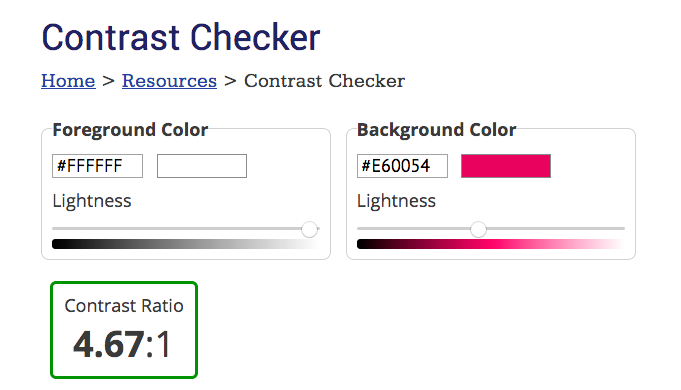 Contrast Checker
Home > Resources > Contrast Checker
Foreground Color
#FFFFFF
Lightness
Background Color
#E60054
Lightness
Contrast Ratio
4.67:1